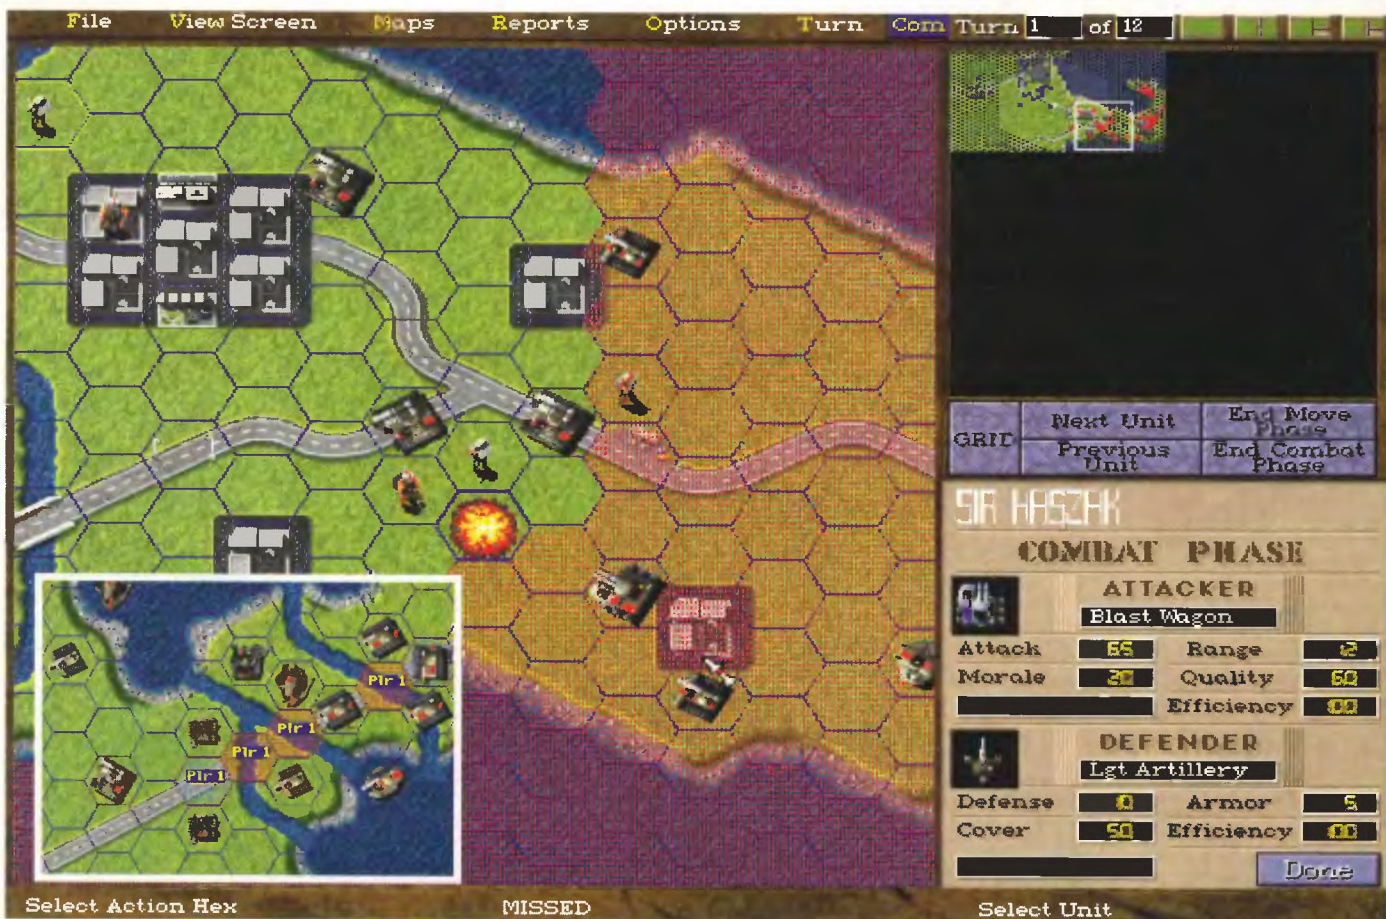 File View Screen Maps Reports Options Turn Com Turn 1 of 12
GRID
Next Unit
End Move Phase
Previous Unit
End Combat Phase
SIR HASZAK
COMBAT PHASE
ATTACKER
Blast Wagon
Attack 65 Range 12
Morale 20 Quality 60
Efficiency 100
DEFENDER
Lgt Artillery
Defense 0 Armor 5
Cover 50 Efficiency 100
Done
Plr 1
Plr 1
Plr 1
Plr 1
Select Action Hex MISSED Select Unit